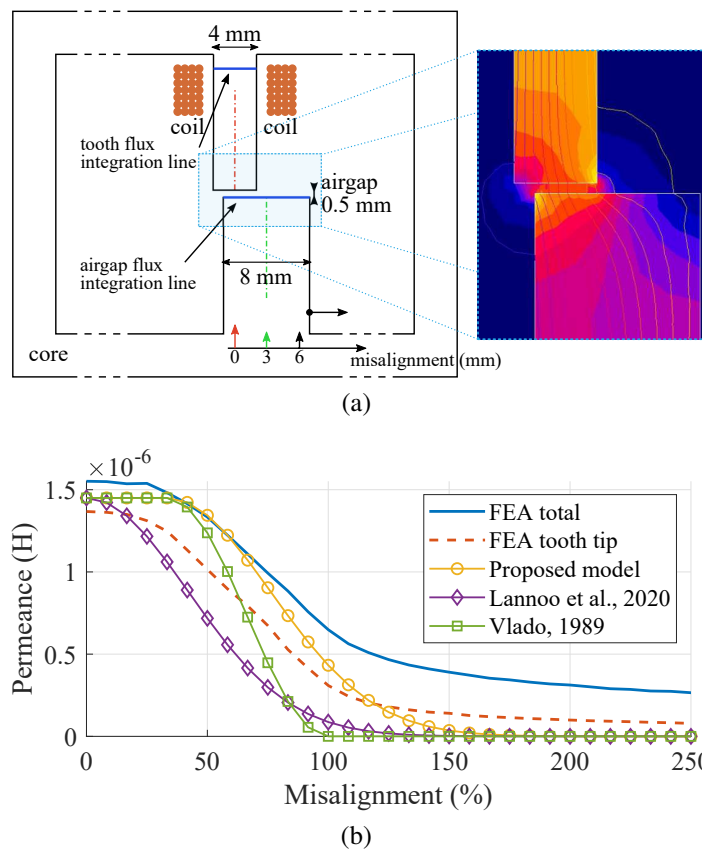 4 mm
coil
coil
tooth flux
integration line
airgap
0.5 mm
airgap flux
integration line
8 mm
core
0
3
6
misalignment (mm)
(a)
×10⁻⁶
1.5
1
0.5
0
Permeance (H)
FEA total
FEA tooth tip
Proposed model
Lannoo et al., 2020
Vlado, 1989
0
50
100
150
200
250
Misalignment (%)
(b)